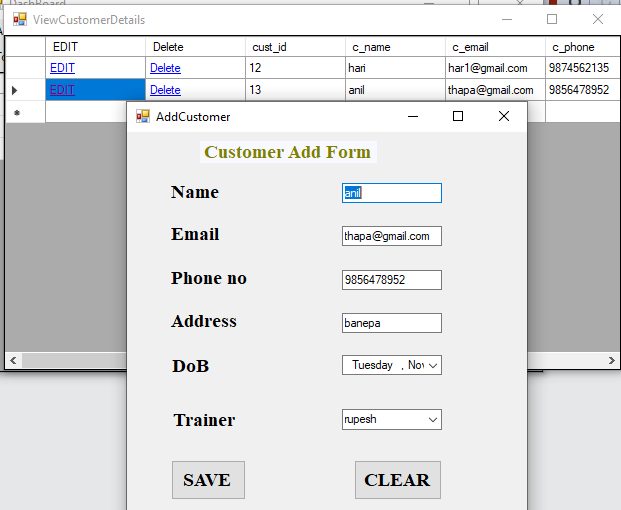 DashBoard
ViewCustomerDetails
EDIT Delete cust_id c_name c_email c_phone
EDIT Delete 12 hari har1@gmail.com 9874562135
EDIT Delete 13 anil thapa@gmail.com 9856478952
AddCustomer
Customer Add Form
Name anil
Email thapa@gmail.com
Phone no 9856478952
Address banepa
DoB Tuesday , Nov
Trainer rupesh
SAVE CLEAR